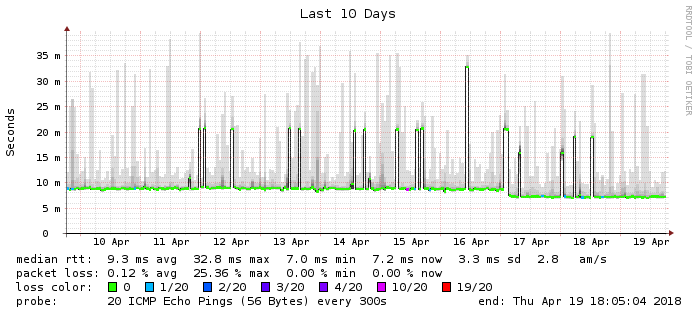 Last 10 Days
RRDTOOL / TOBI OETIKER
Seconds
35 m
30 m
25 m
20 m
15 m
10 m
5 m
0
10 Apr 11 Apr 12 Apr 13 Apr 14 Apr 15 Apr 16 Apr 17 Apr 18 Apr 19 Apr
median rtt: 9.3 ms avg 32.8 ms max 7.0 ms min 7.2 ms now 3.3 ms sd 2.8 am/s
packet loss: 0.12 % avg 25.36 % max 0.00 % min 0.00 % now
loss color: 0 1/20 2/20 3/20 4/20 10/20 19/20
probe: 20 ICMP Echo Pings (56 Bytes) every 300s end: Thu Apr 19 18:05:04 2018